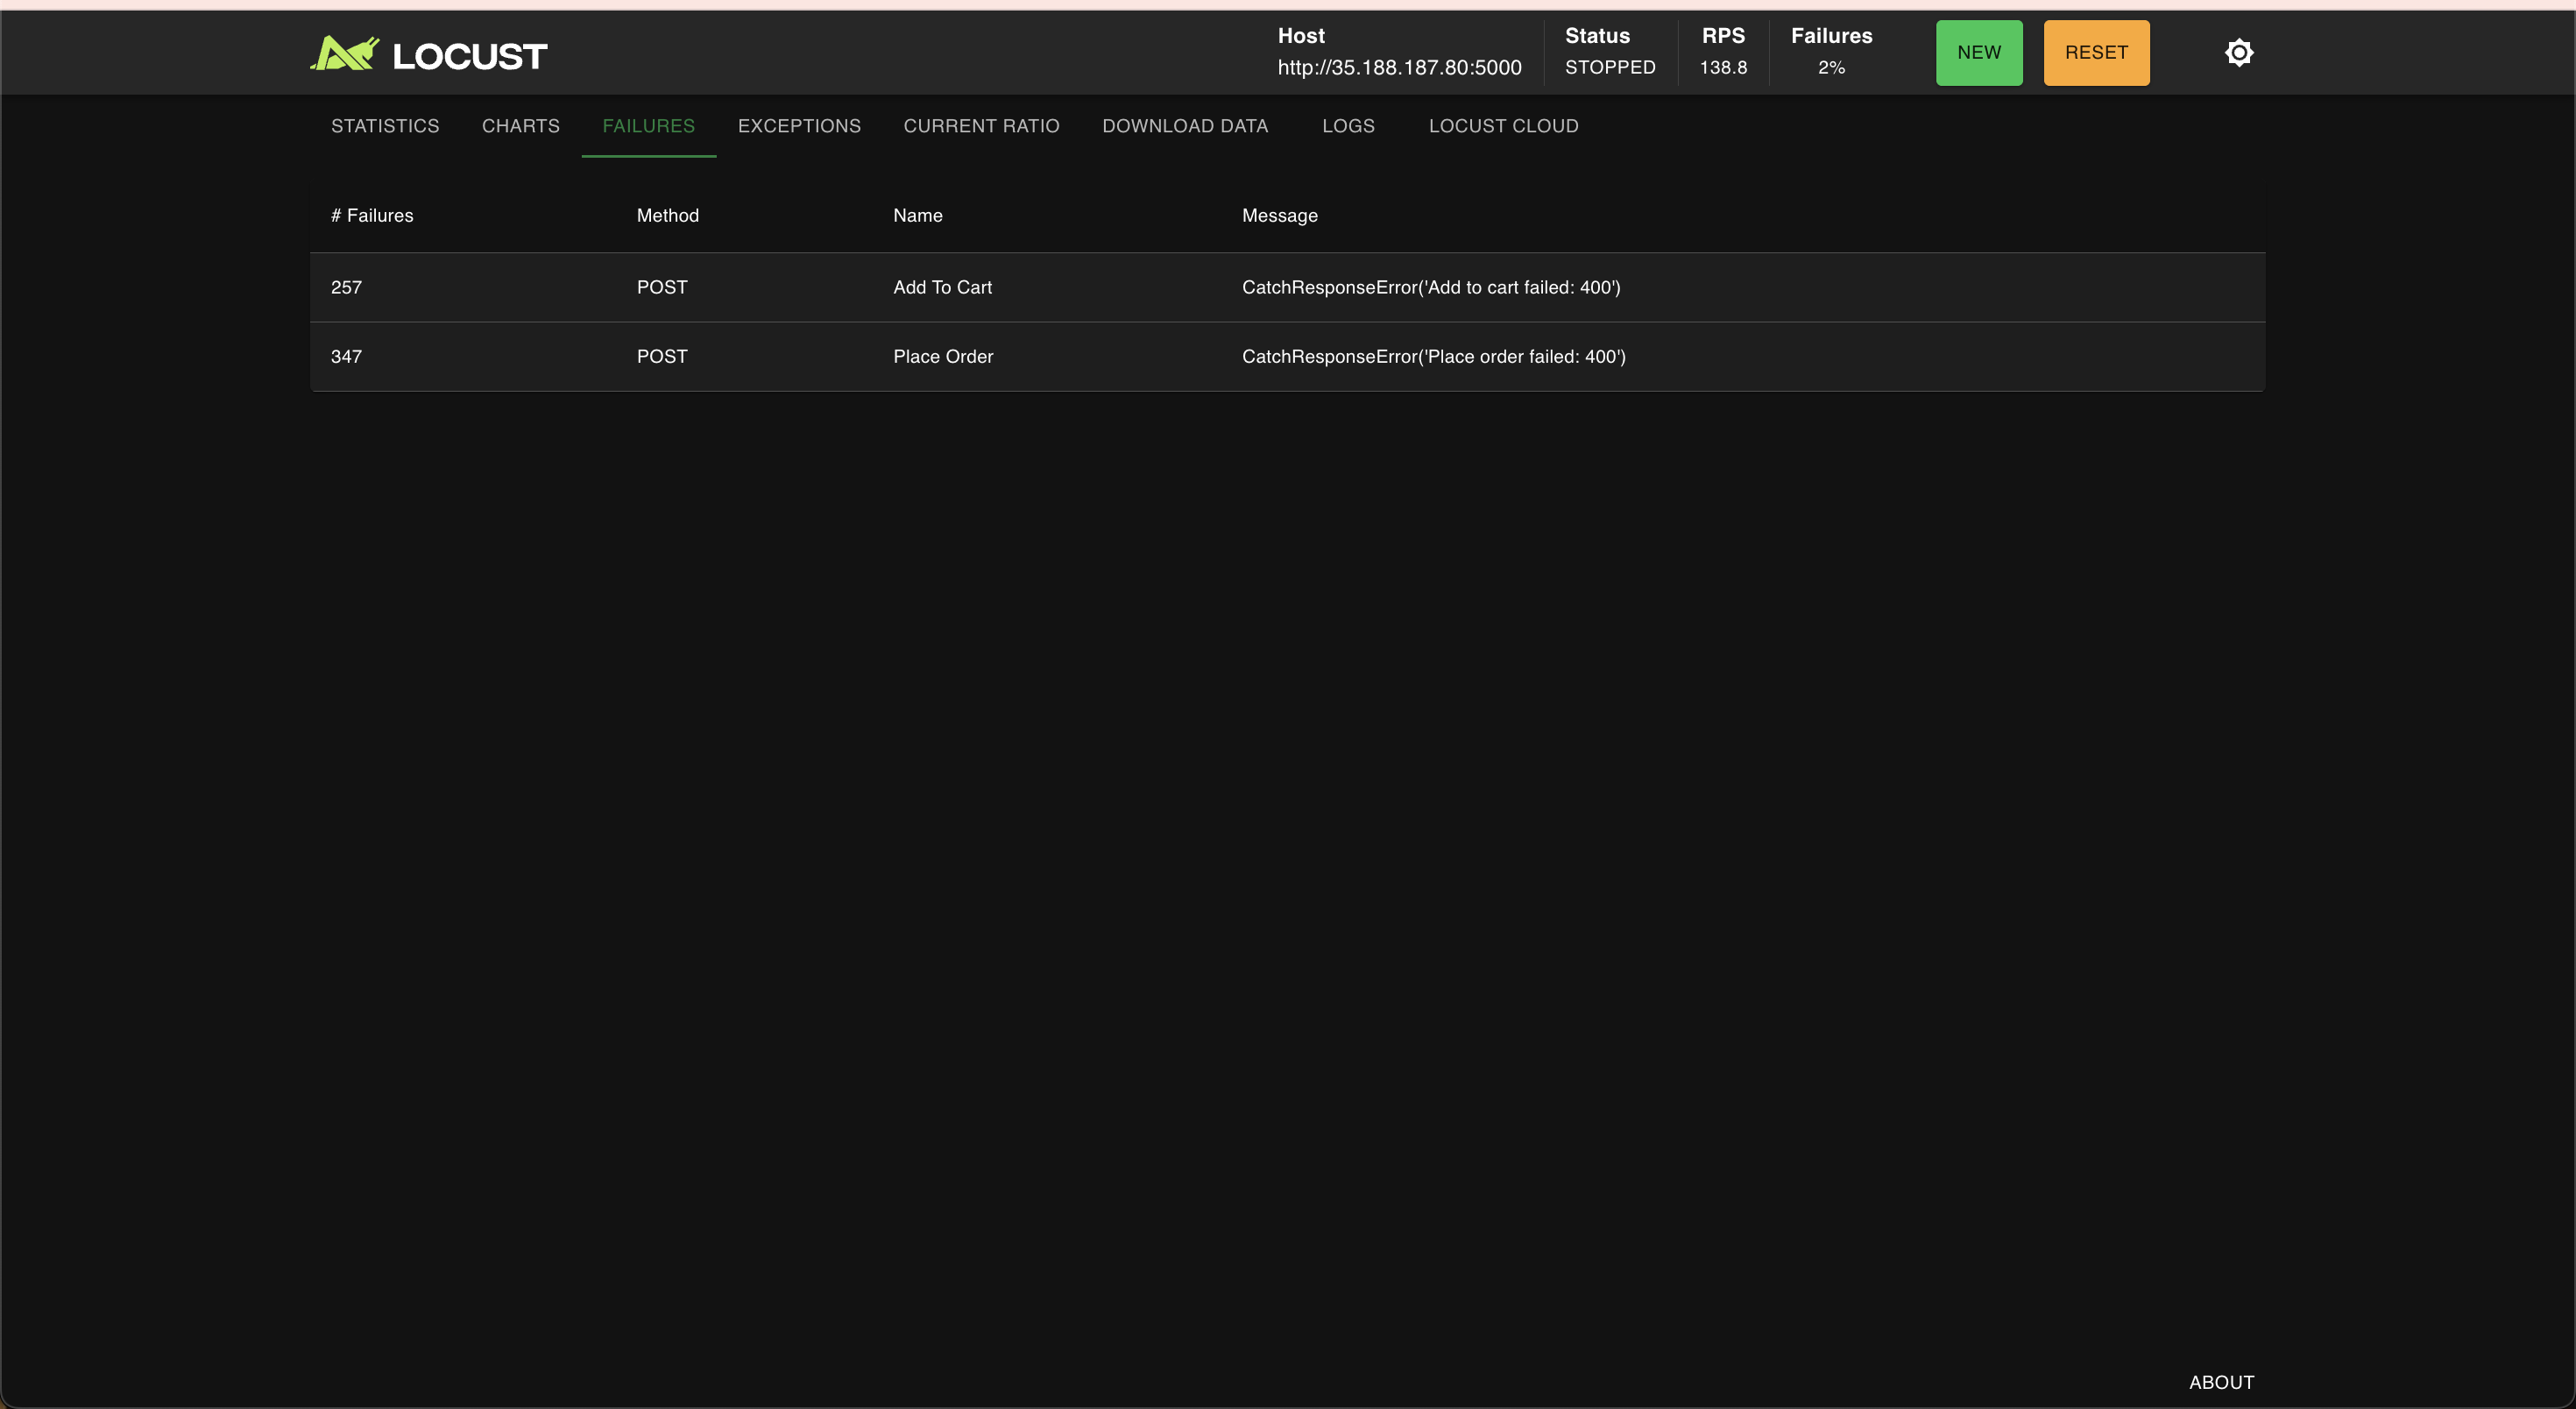 LOCUST
Host
http://35.188.187.80:5000
Status
STOPPED
RPS
138.8
Failures
2%
NEW
RESET
STATISTICS CHARTS FAILURES EXCEPTIONS CURRENT RATIO DOWNLOAD DATA LOGS LOCUST CLOUD
# Failures Method Name Message
257 POST Add To Cart CatchResponseError('Add to cart failed: 400')
347 POST Place Order CatchResponseError('Place order failed: 400')
ABOUT